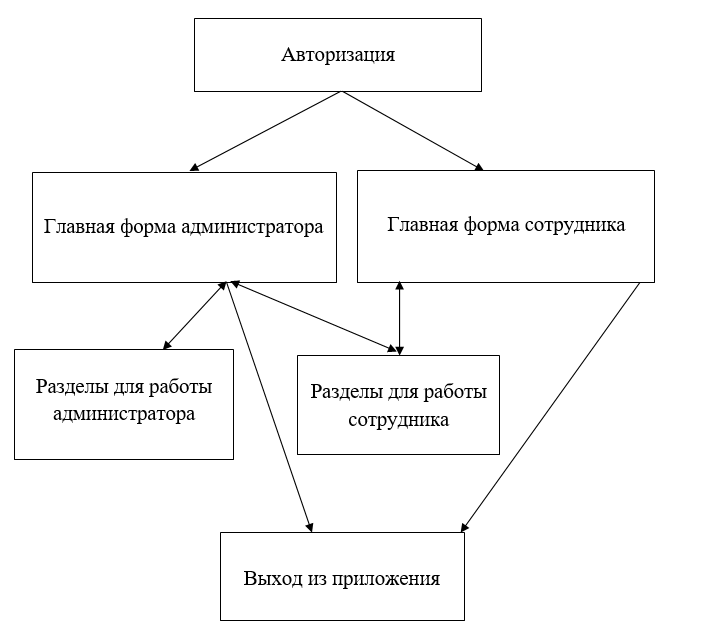 Авторизация
Главная форма администратора
Главная форма сотрудника
Разделы для работы
администратора
Разделы для работы
сотрудника
Выход из приложения